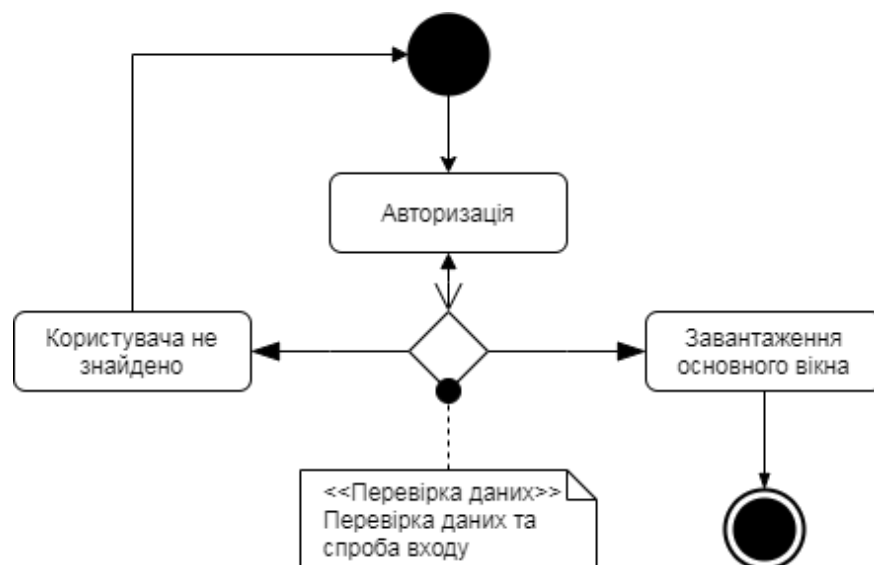 Авторизація
Користувача не
знайдено
Завантаження
основного вікна
<<Перевірка даних>>
Перевірка даних та
спроба входу